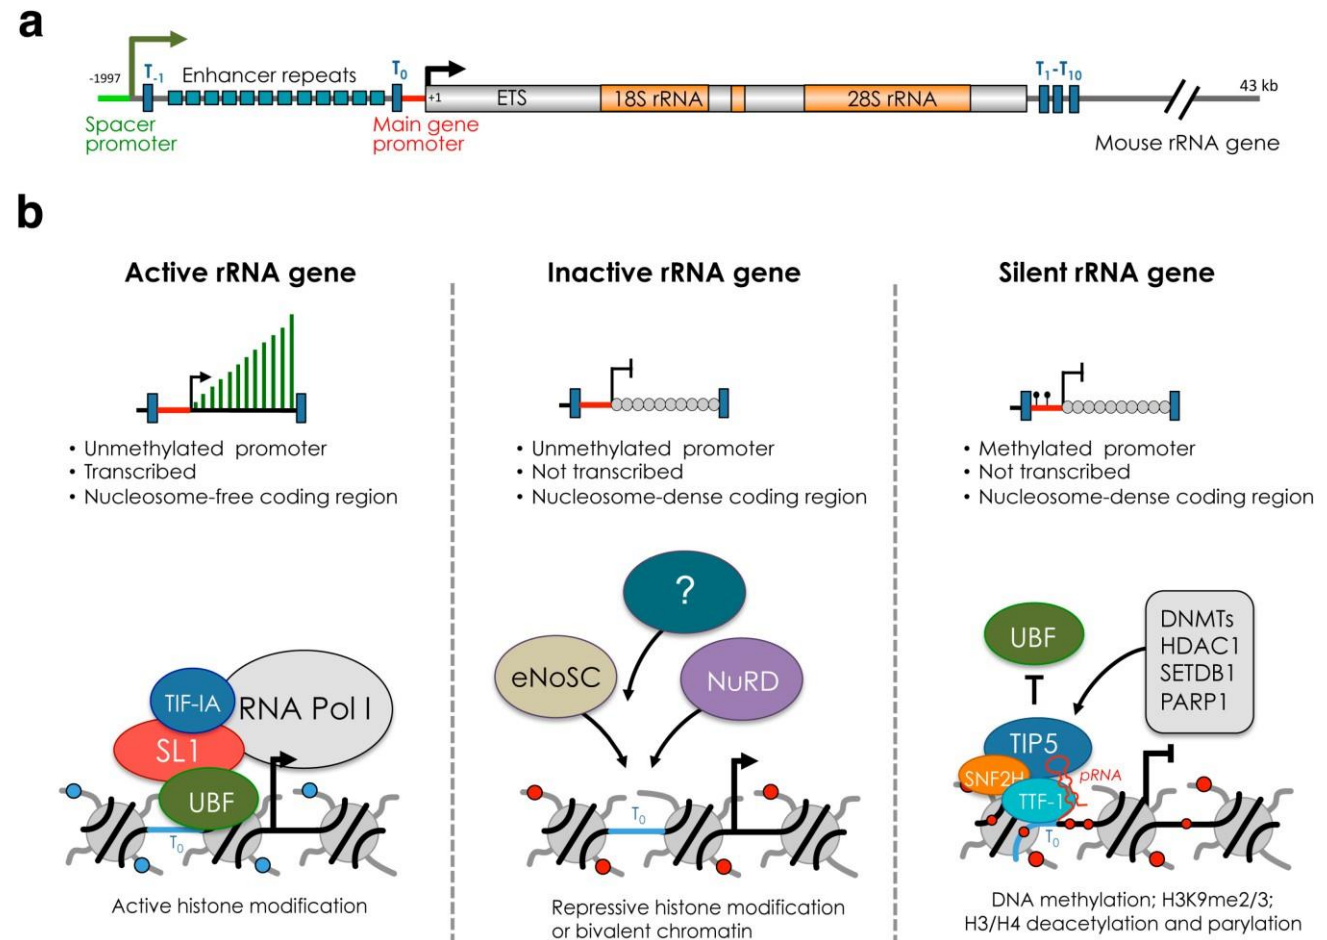 a
-1997
T-1
Enhancer repeats
T0
+1
ETS
18S rRNA
28S rRNA
T1-T10
43 kb
Spacer
promoter
Main gene
promoter
Mouse rRNA gene
b
Active rRNA gene
• Unmethylated promoter
• Transcribed
• Nucleosome-free coding region
TIF-IA
RNA Pol I
SL1
UBF
T0
Active histone modification
Inactive rRNA gene
• Unmethylated promoter
• Not transcribed
• Nucleosome-dense coding region
?
eNoSC
NuRD
T0
Repressive histone modification
or bivalent chromatin
Silent rRNA gene
• Methylated promoter
• Not transcribed
• Nucleosome-dense coding region
UBF
DNMTs
HDAC1
SETDB1
PARP1
TIP5
SNF2H
pRNA
TTF-1
T0
DNA methylation; H3K9me2/3;
H3/H4 deacetylation and parylation